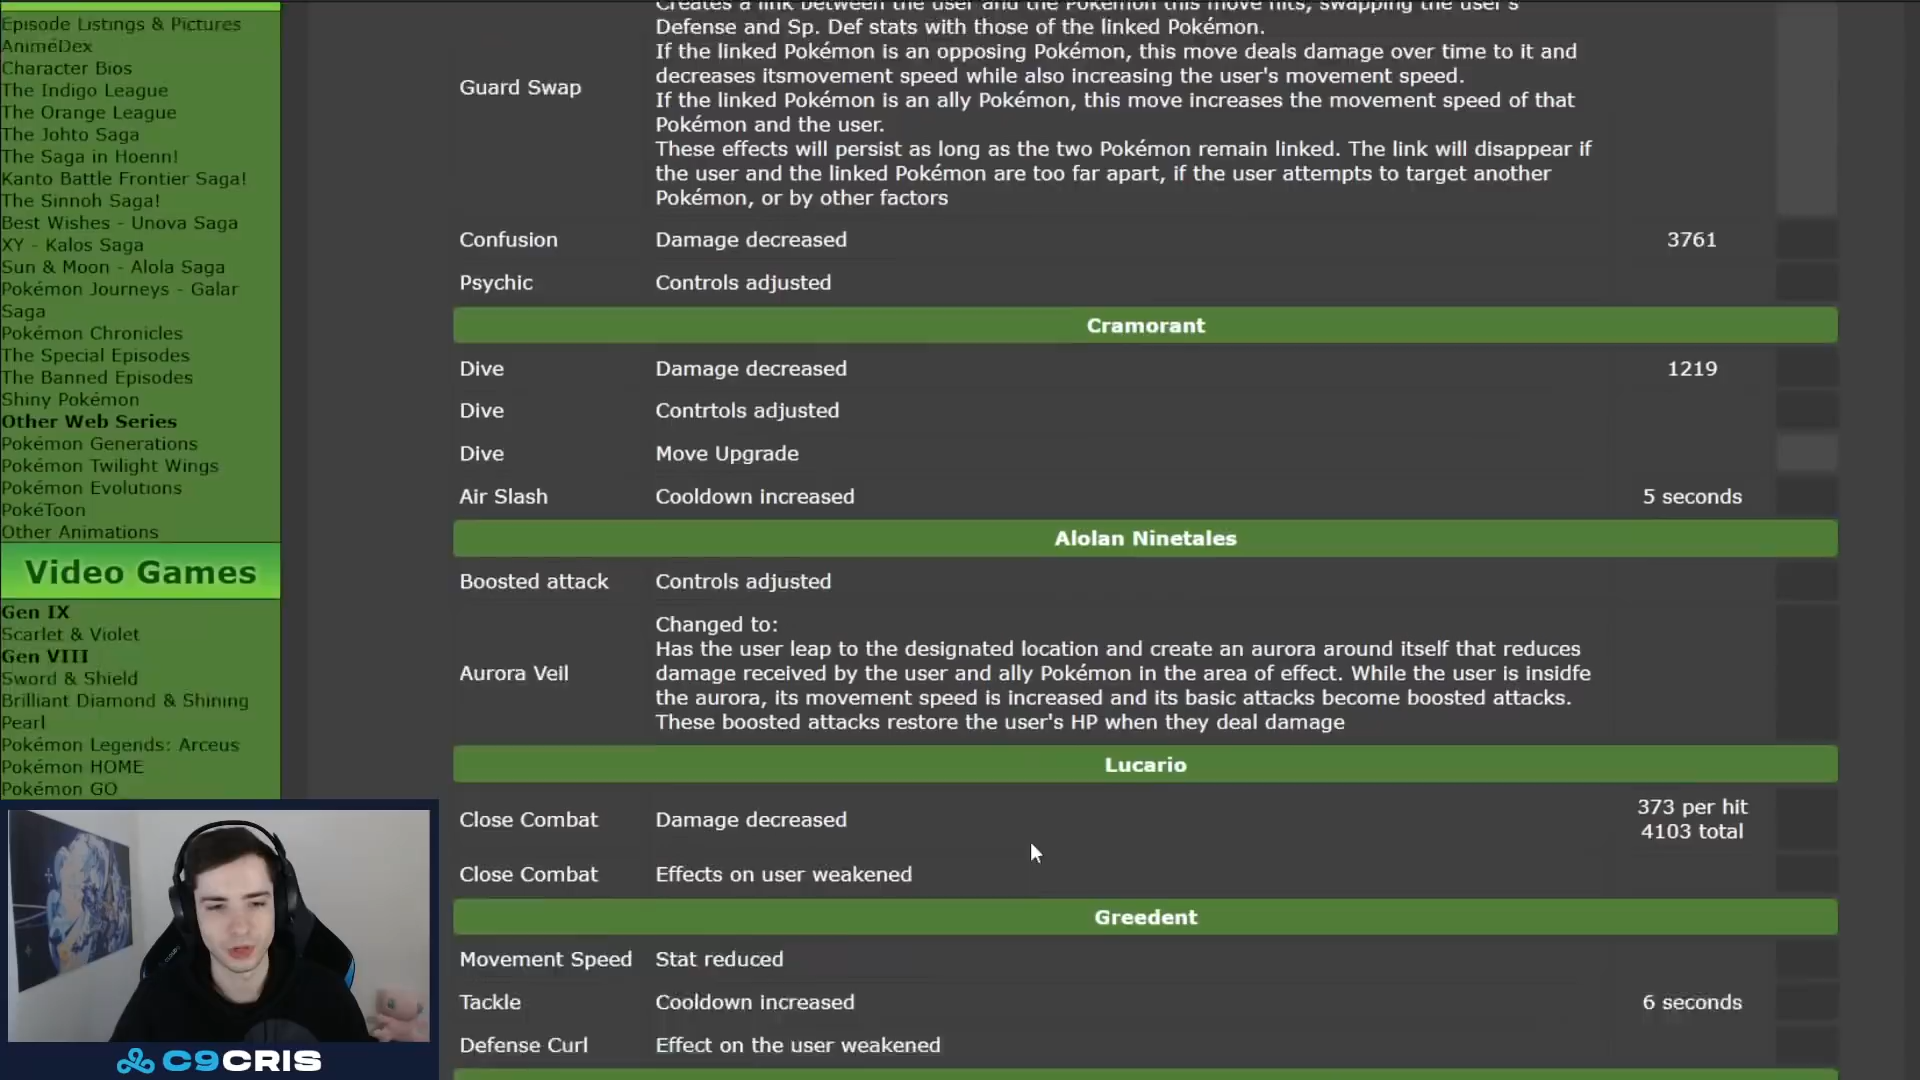 Episode Listings & Pictures
AniméDex
Character Bios
The Indigo League
The Orange League
The Johto Saga
The Saga in Hoenn!
Kanto Battle Frontier Saga!
The Sinnoh Saga!
Best Wishes - Unova Saga
XY - Kalos Saga
Sun & Moon - Alola Saga
Pokémon Journeys - Galar
Saga
Pokémon Chronicles
The Special Episodes
The Banned Episodes
Shiny Pokémon
Other Web Series
Pokémon Generations
Pokémon Twilight Wings
Pokémon Evolutions
PokéToon
Other Animations
Video Games
Gen IX
Scarlet & Violet
Gen VIII
Sword & Shield
Brilliant Diamond & Shining
Pearl
Pokémon Legends: Arceus
Pokémon HOME
Pokémon GO
C9CRIS
Creates a link between the user and the Pokémon this move hits, swapping the user's
Defense and Sp. Def stats with those of the linked Pokémon.
If the linked Pokémon is an opposing Pokémon, this move deals damage over time to it and
decreases itsmovement speed while also increasing the user's movement speed.
Guard Swap
If the linked Pokémon is an ally Pokémon, this move increases the movement speed of that
Pokémon and the user.
These effects will persist as long as the two Pokémon remain linked. The link will disappear if
the user and the linked Pokémon are too far apart, if the user attempts to target another
Pokémon, or by other factors
Confusion Damage decreased 3761
Psychic Controls adjusted
Cramorant
Dive Damage decreased 1219
Dive Contrtols adjusted
Dive Move Upgrade
Air Slash Cooldown increased 5 seconds
Alolan Ninetales
Boosted attack Controls adjusted
Changed to:
Has the user leap to the designated location and create an aurora around itself that reduces
Aurora Veil damage received by the user and ally Pokémon in the area of effect. While the user is insidfe
the aurora, its movement speed is increased and its basic attacks become boosted attacks.
These boosted attacks restore the user's HP when they deal damage
Lucario
Close Combat Damage decreased 373 per hit
4103 total
Close Combat Effects on user weakened
Greedent
Movement Speed Stat reduced
Tackle Cooldown increased 6 seconds
Defense Curl Effect on the user weakened